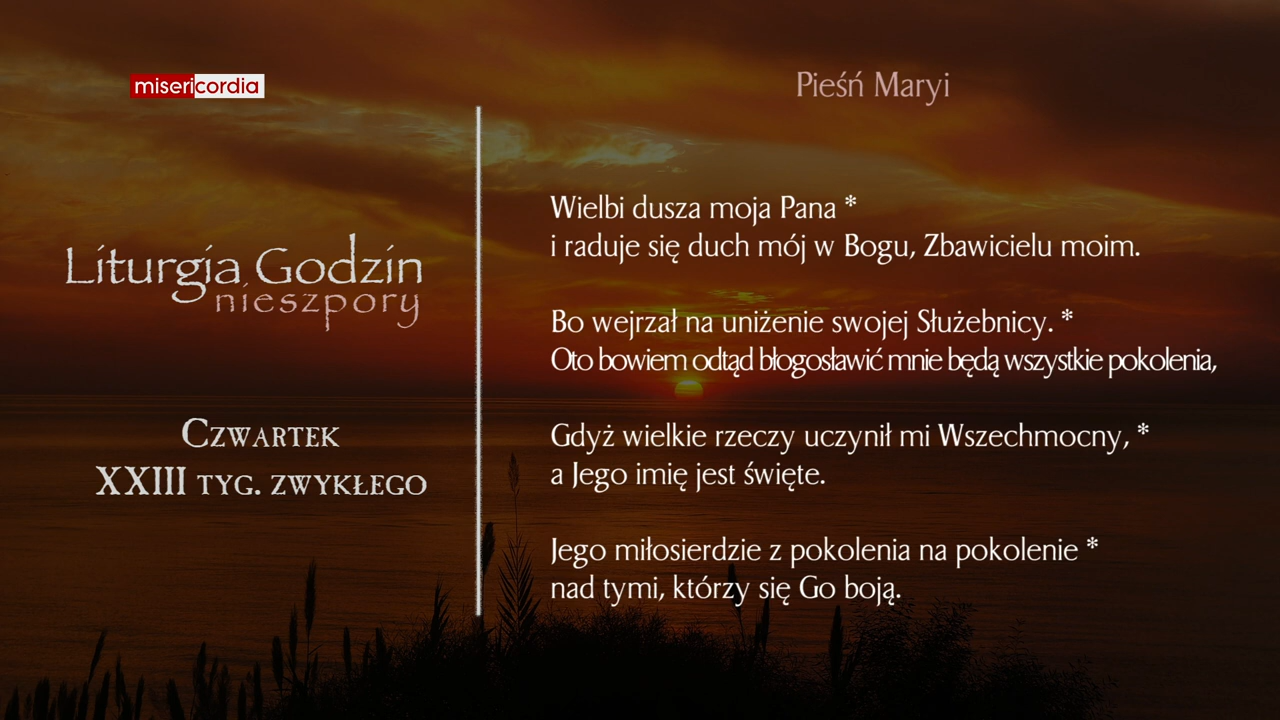 misericordia
Pieśń Maryi
Liturgia Godzin
nieszpory
Czwartek
XXIII tyg. zwykłego
Wielbi dusza moja Pana *
i raduje się duch mój w Bogu, Zbawicielu moim.
Bo wejrzał na uniżenie swojej Służebnicy. *
Oto bowiem odtąd błogosławić mnie będą wszystkie pokolenia,
Gdyż wielkie rzeczy uczynił mi Wszechmocny, *
a Jego imię jest święte.
Jego miłosierdzie z pokolenia na pokolenie *
nad tymi, którzy się Go boją.